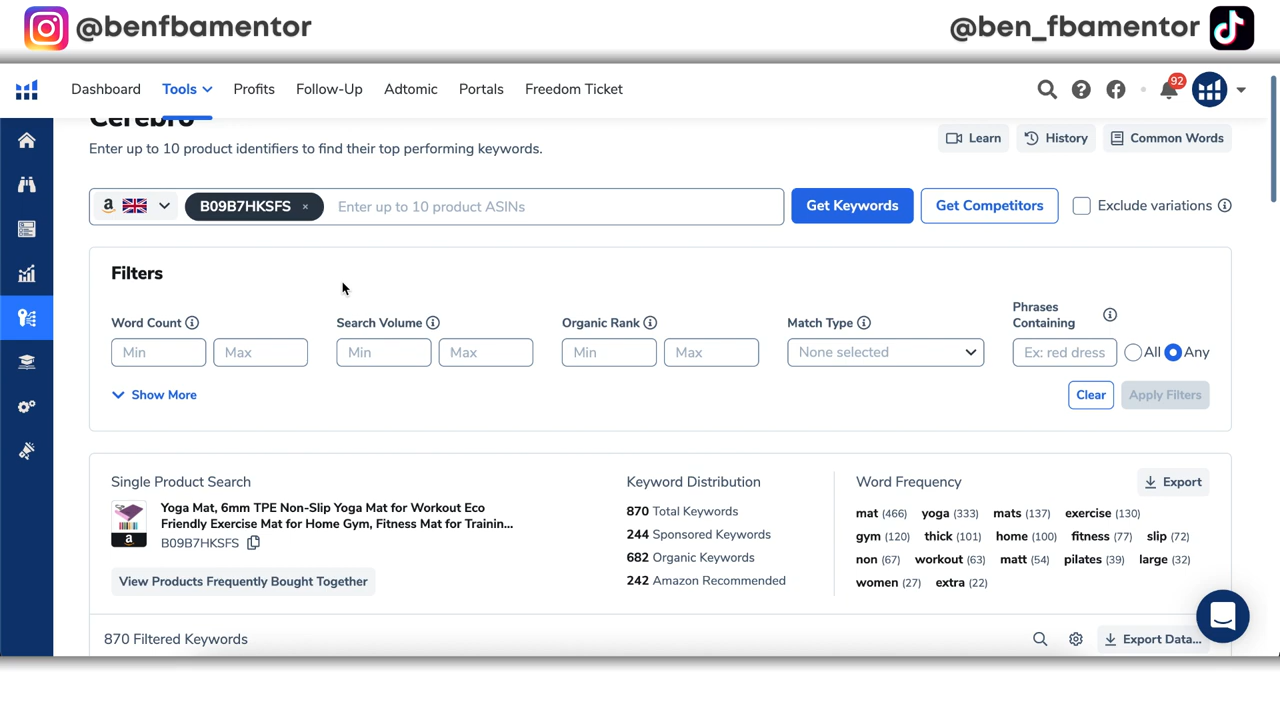 @benfbamentor
@ben_fbamentor
Dashboard Tools Profits Follow-Up Adtomic Portals Freedom Ticket
92
Cerebro
Enter up to 10 product identifiers to find their top performing keywords.
Learn History Common Words
a B09B7HKSFS × Enter up to 10 product ASINs Get Keywords Get Competitors Exclude variations
Filters
Word Count Search Volume Organic Rank Match Type Phrases Containing
Min Max Min Max Min Max None selected Ex: red dress All Any
Show More Clear Apply Filters
Single Product Search
Yoga Mat, 6mm TPE Non-Slip Yoga Mat for Workout Eco
Friendly Exercise Mat for Home Gym, Fitness Mat for Trainin...
B09B7HKSFS
View Products Frequently Bought Together
Keyword Distribution
870 Total Keywords
244 Sponsored Keywords
682 Organic Keywords
242 Amazon Recommended
Word Frequency Export
mat (466) yoga (333) mats (137) exercise (130)
gym (120) thick (101) home (100) fitness (77) slip (72)
non (67) workout (63) matt (54) pilates (39) large (32)
women (27) extra (22)
870 Filtered Keywords Export Data...